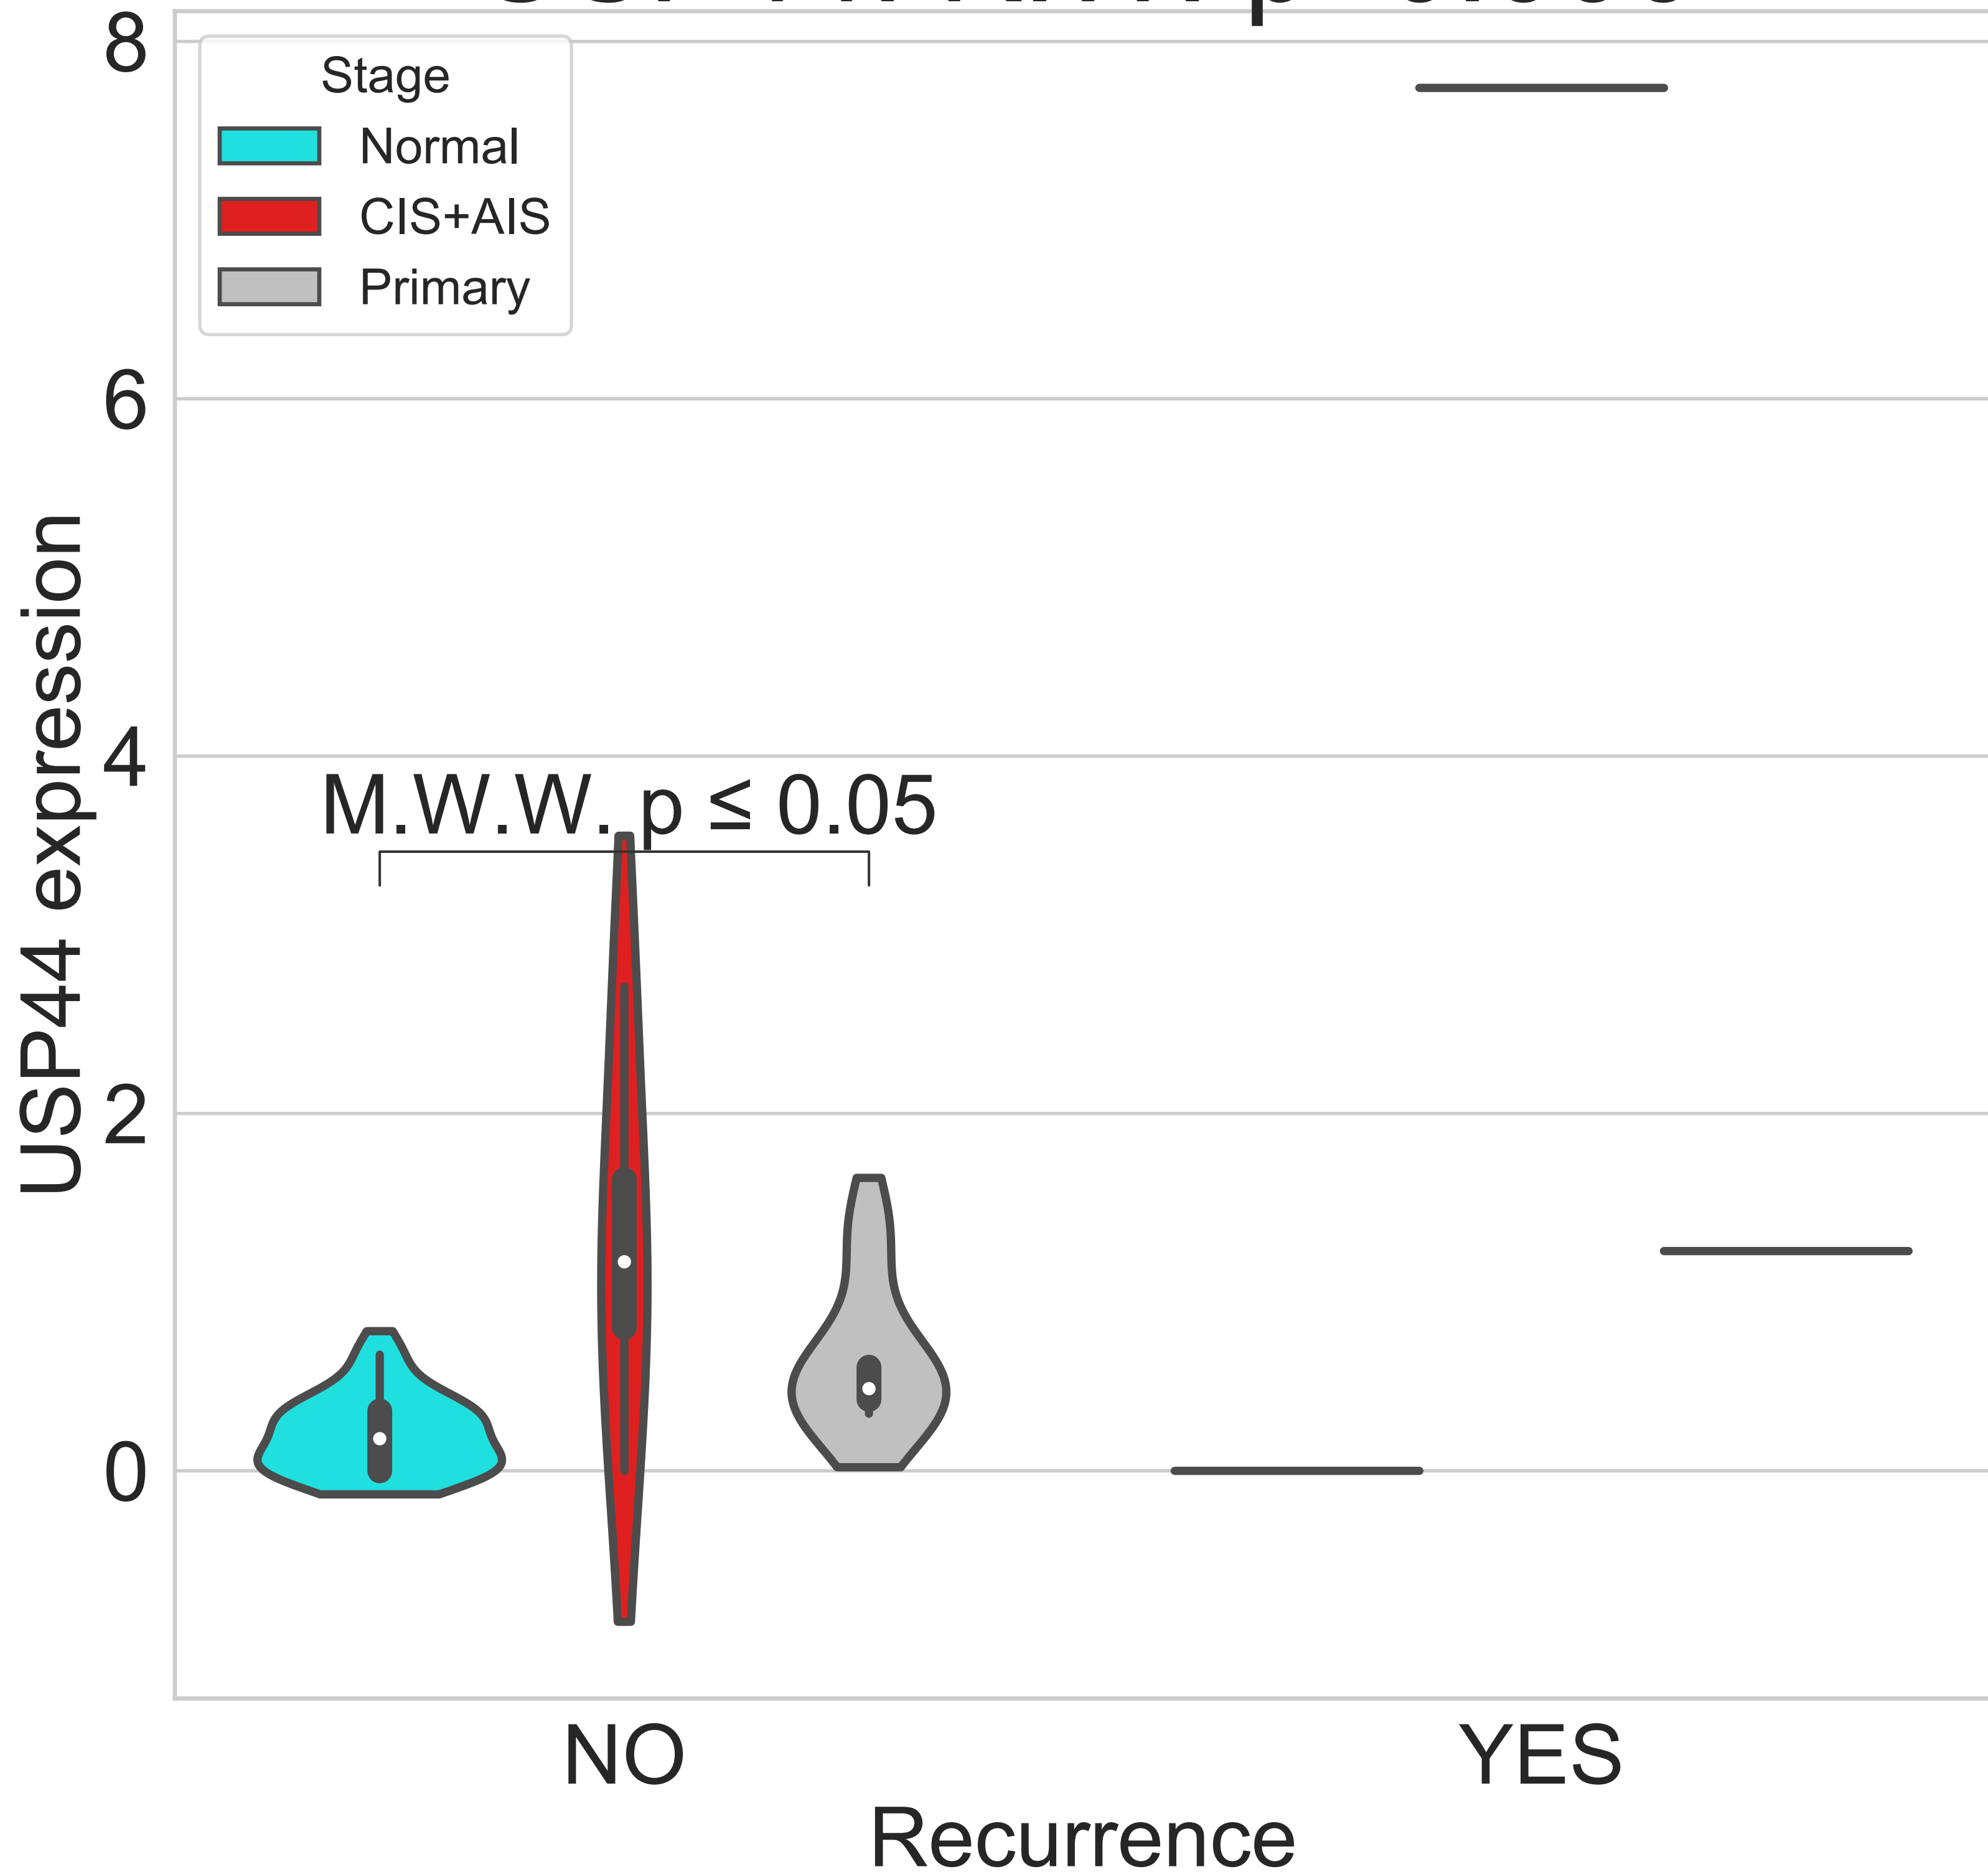 8
Stage
Normal
CIS+AIS
Primary
6
4
M.W.W. p ≤ 0.05
USP44 expression
2
0
NO
YES
Recurrence